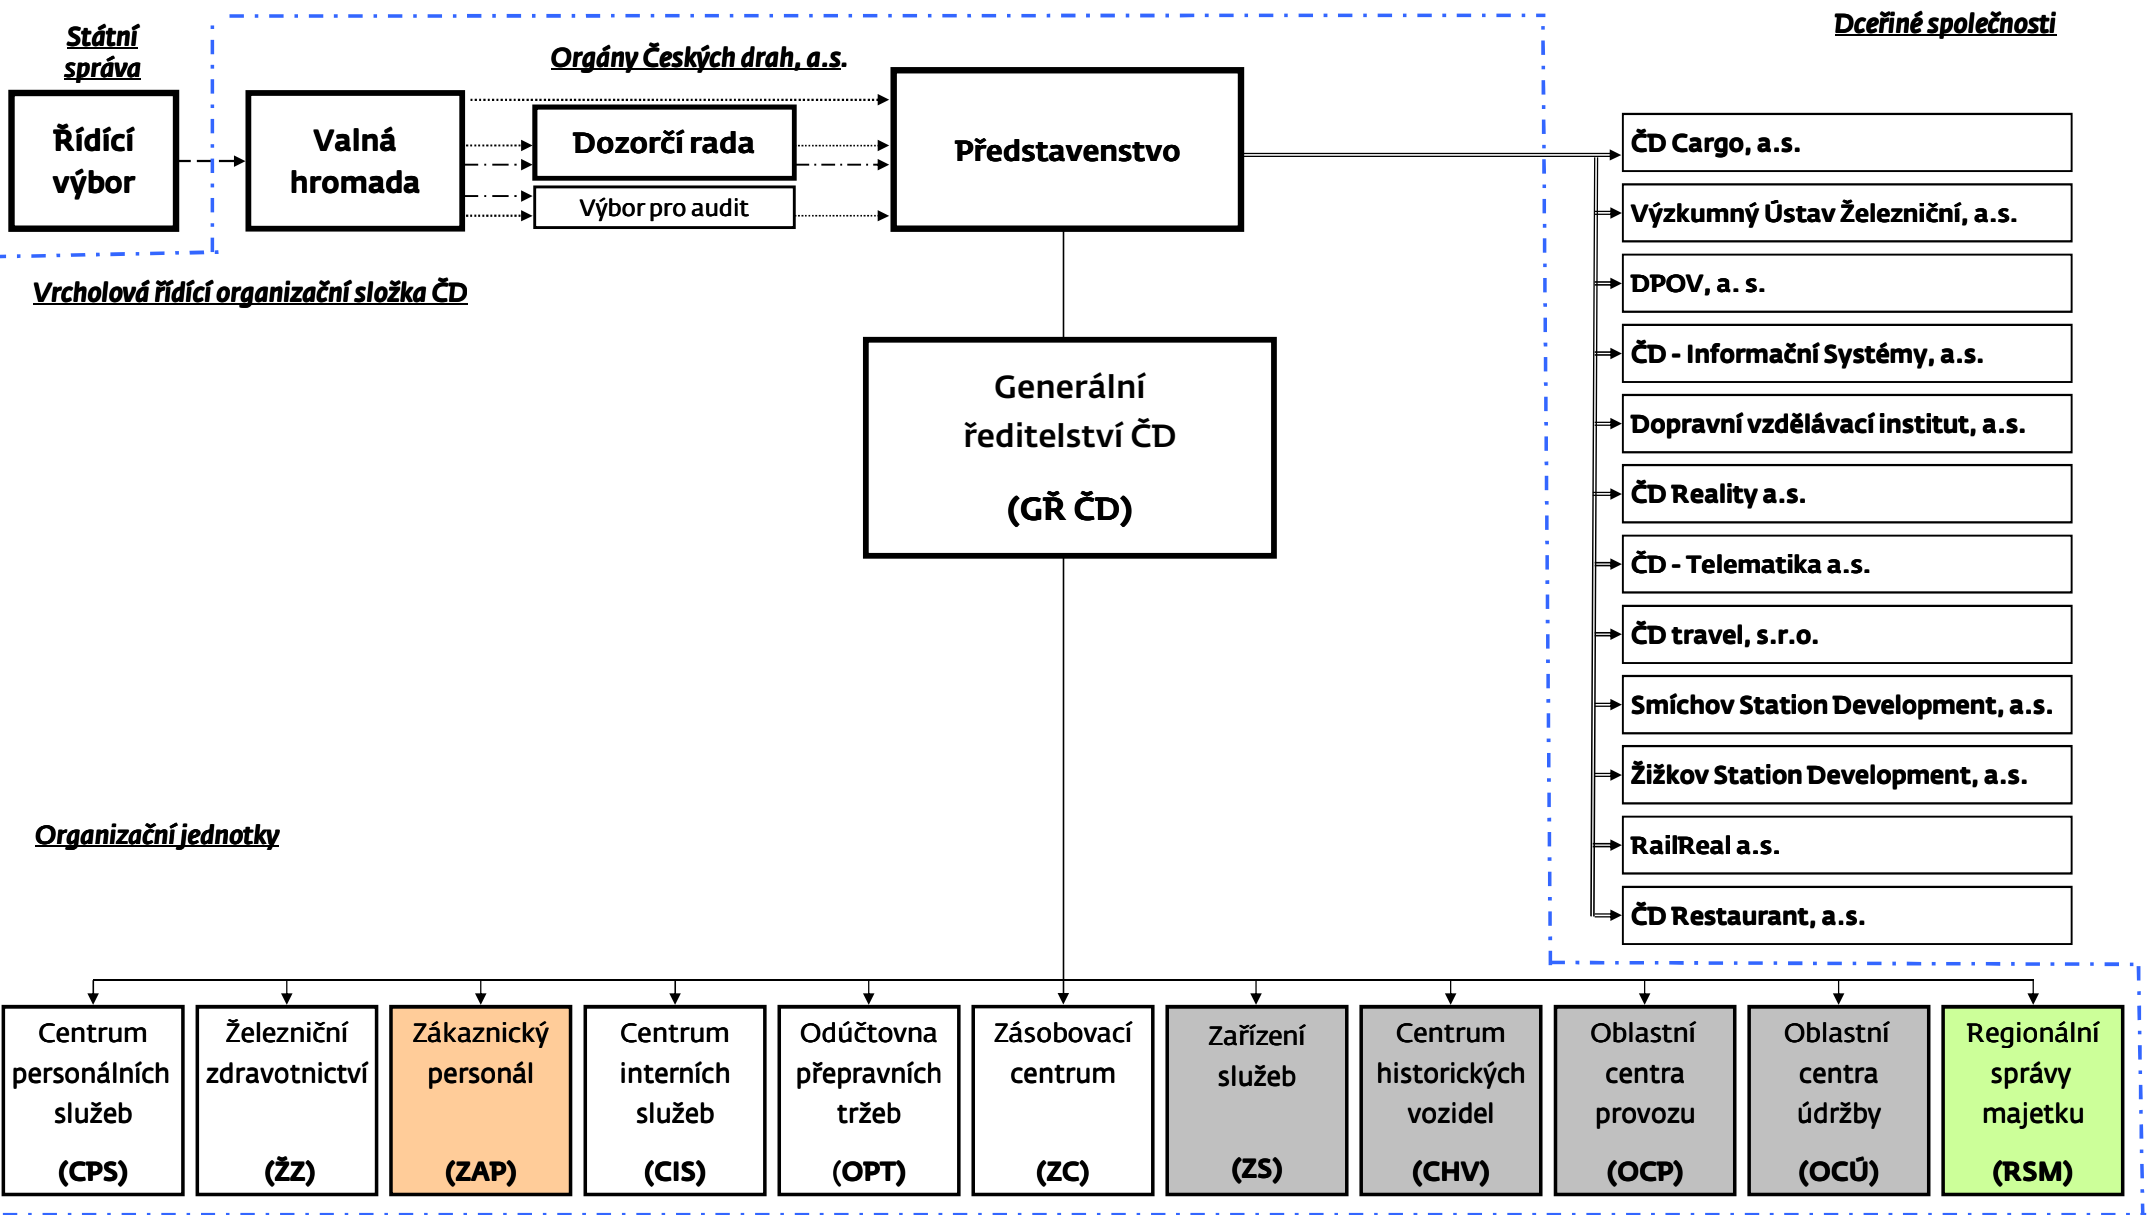 Státní
správa
Orgány Českých drah, a.s.
Dceřiné společnosti
Řídící
výbor
Valná
hromada
Dozorčí rada
Výbor pro audit
Představenstvo
Vrcholová řídící organizační složka ČD
Generální
ředitelství ČD
(GŘ ČD)
ČD Cargo, a.s.
Výzkumný Ústav Železniční, a.s.
DPOV, a. s.
ČD - Informační Systémy, a.s.
Dopravní vzdělávací institut, a.s.
ČD Reality a.s.
ČD - Telematika a.s.
ČD travel, s.r.o.
Smíchov Station Development, a.s.
Žižkov Station Development, a.s.
RailReal a.s.
ČD Restaurant, a.s.
Organizační jednotky
Centrum
personálních
služeb
(CPS)
Železniční
zdravotnictví
(ŽZ)
Zákaznický
personál
(ZAP)
Centrum
interních
služeb
(CIS)
Odúčtovna
přepravních
tržeb
(OPT)
Zásobovací
centrum
(ZC)
Zařízení
služeb
(ZS)
Centrum
historických
vozidel
(CHV)
Oblastní
centra
provozu
(OCP)
Oblastní
centra
údržby
(OCÚ)
Regionální
správy
majetku
(RSM)